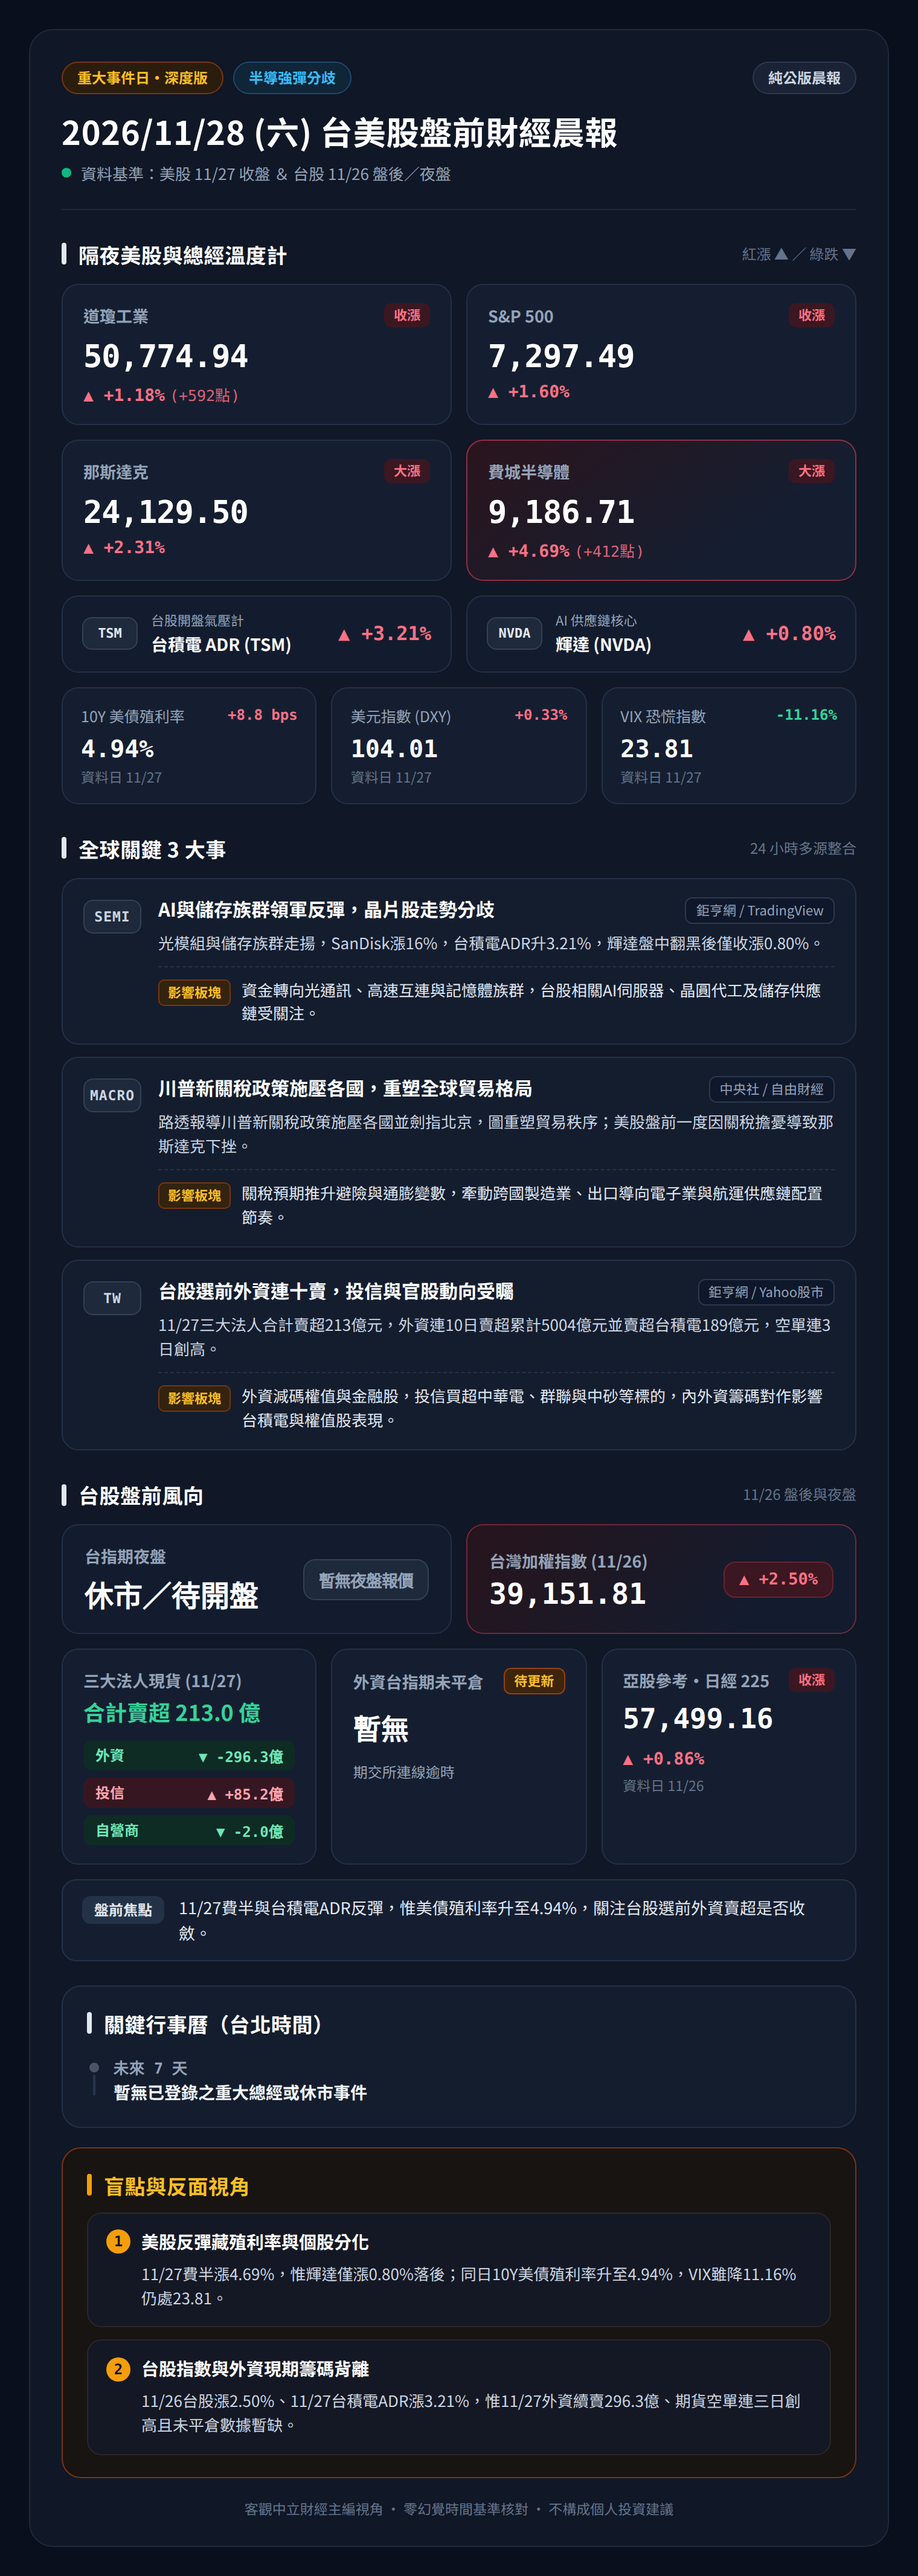 重大事件日・深度版
半導強彈分歧
純公版晨報
2026/11/28 (六) 台美股盤前財經晨報
資料基準：美股 11/27 收盤 ＆ 台股 11/26 盤後／夜盤
隔夜美股與總經溫度計
紅漲 ▲ ／ 綠跌 ▼
道瓊工業
收漲
50,774.94
▲ +1.18% (+592點)
S&P 500
收漲
7,297.49
▲ +1.60%
那斯達克
大漲
24,129.50
▲ +2.31%
費城半導體
大漲
9,186.71
▲ +4.69% (+412點)
TSM
台股開盤氣壓計
台積電 ADR (TSM)
▲ +3.21%
NVDA
AI 供應鏈核心
輝達 (NVDA)
▲ +0.80%
10Y 美債殖利率
+8.8 bps
4.94%
資料日 11/27
美元指數 (DXY)
+0.33%
104.01
資料日 11/27
VIX 恐慌指數
-11.16%
23.81
資料日 11/27
全球關鍵 3 大事
24 小時多源整合
SEMI
AI與儲存族群領軍反彈，晶片股走勢分歧
鉅亨網 / TradingView
光模組與儲存族群走揚，SanDisk漲16%，台積電ADR升3.21%，輝達盤中翻黑後僅收漲0.80%。
影響板塊
資金轉向光通訊、高速互連與記憶體族群，台股相關AI伺服器、晶圓代工及儲存供應
鏈受關注。
MACRO
川普新關稅政策施壓各國，重塑全球貿易格局
中央社 / 自由財經
路透報導川普新關稅政策施壓各國並劍指北京，圖重塑貿易秩序；美股盤前一度因關稅擔憂導致那
斯達克下挫。
影響板塊
關稅預期推升避險與通膨變數，牽動跨國製造業、出口導向電子業與航運供應鏈配置
節奏。
TW
台股選前外資連十賣，投信與官股動向受矚
鉅亨網 / Yahoo股市
11/27三大法人合計賣超213億元，外資連10日賣超累計5004億元並賣超台積電189億元，空單連3
日創高。
影響板塊
外資減碼權值與金融股，投信買超中華電、群聯與中砂等標的，內外資籌碼對作影響
台積電與權值股表現。
台股盤前風向
11/26 盤後與夜盤
台指期夜盤
休市／待開盤
暫無夜盤報價
台灣加權指數 (11/26)
39,151.81
▲ +2.50%
三大法人現貨 (11/27)
合計賣超 213.0 億
外資
▼ -296.3億
投信
▲ +85.2億
自營商
▼ -2.0億
外資台指期未平倉
待更新
暫無
期交所連線逾時
亞股參考・日經 225
收漲
57,499.16
▲ +0.86%
資料日 11/26
盤前焦點
11/27費半與台積電ADR反彈，惟美債殖利率升至4.94%，關注台股選前外資賣超是否收
斂。
關鍵行事曆（台北時間）
未來 7 天
暫無已登錄之重大總經或休市事件
盲點與反面視角
1
美股反彈藏殖利率與個股分化
11/27費半漲4.69%，惟輝達僅漲0.80%落後；同日10Y美債殖利率升至4.94%，VIX雖降11.16%
仍處23.81。
2
台股指數與外資現期籌碼背離
11/26台股漲2.50%、11/27台積電ADR漲3.21%，惟11/27外資續賣296.3億、期貨空單連三日創
高且未平倉數據暫缺。
客觀中立財經主編視角 ・ 零幻覺時間基準核對 ・ 不構成個人投資建議